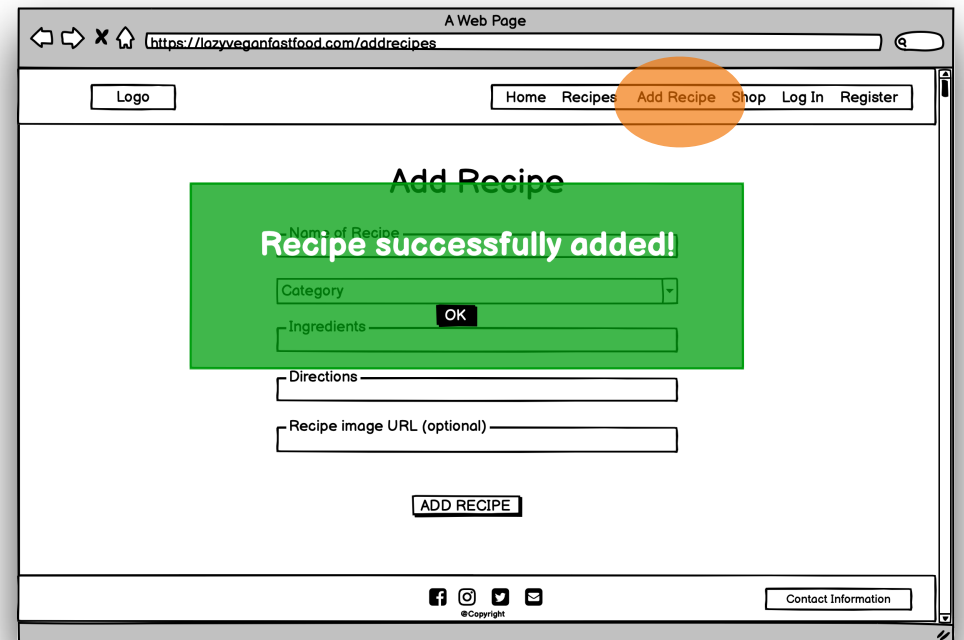 A Web Page
https://lazyveganfastfood.com/addrecipes
Logo
Home Recipes Add Recipe Shop Log In Register
Add Recipe
Name of Recipe
Recipe successfully added!
Category
OK
Ingredients
Directions
Recipe image URL (optional)
ADD RECIPE
@Copyright
Contact Information